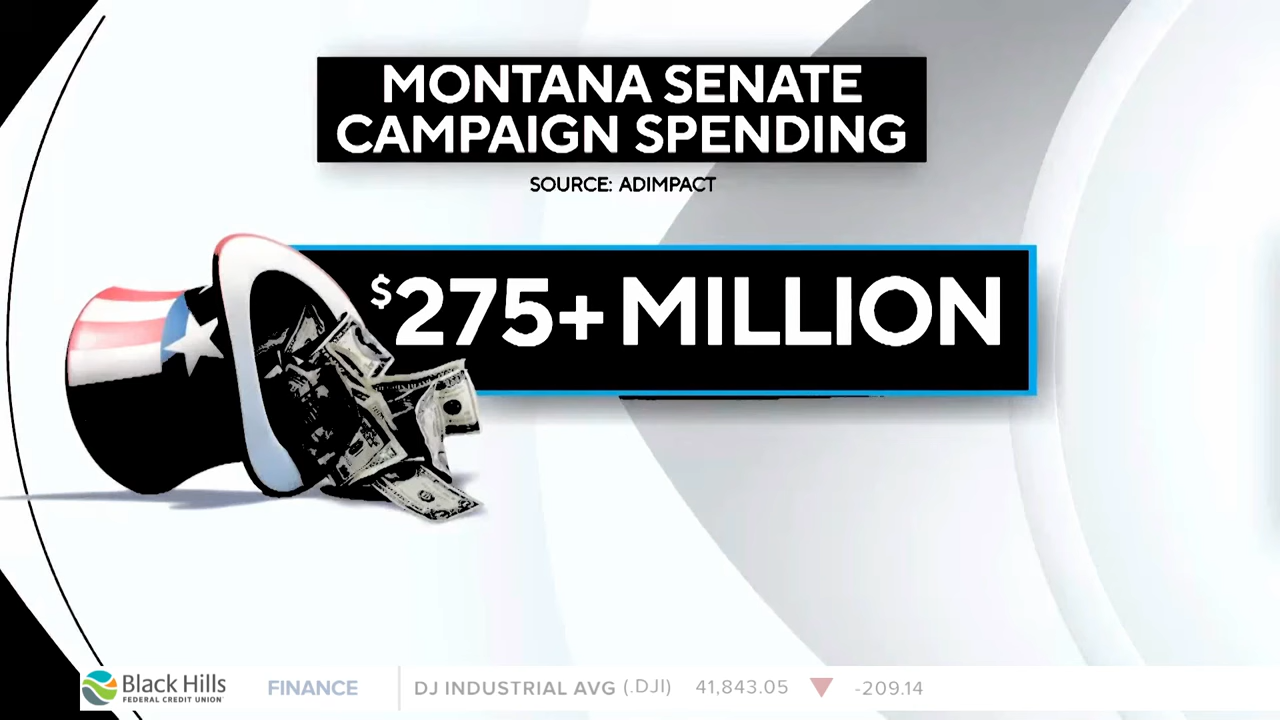 MONTANA SENATE
CAMPAIGN SPENDING
SOURCE: ADIMPACT
$275+ MILLION
Black Hills
FEDERAL CREDIT UNION
FINANCE
DJ INDUSTRIAL AVG (.DJI) 41,843.05 ▼ -209.14